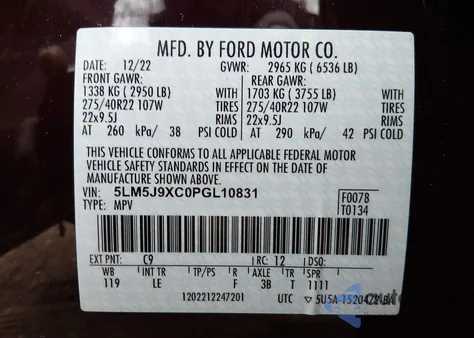 MFD. BY FORD MOTOR CO.
DATE: 12/22 GVWR: 2965 KG ( 6536 LB)
FRONT GAWR: REAR GAWR:
1338 KG ( 2950 LB) WITH 1703 KG ( 3755 LB) WITH
275/40R22 107W TIRES 275/40R22 107W TIRES
22x9.5J RIMS 22x9.5J RIMS
AT 260 kPa/ 38 PSI COLD AT 290 kPa/ 42 PSI COLD
THIS VEHICLE CONFORMS TO ALL APPLICABLE FEDERAL MOTOR
VEHICLE SAFETY STANDARDS IN EFFECT ON THE DATE OF
MANUFACTURE SHOWN ABOVE.
VIN: 5LM5J9XC0PGL10831 F0078
TYPE: MPV T0134
EXT PNT: C9 RC: 12 DSO:
WB INT TR TP/PS R AXLE TR SPR
119 LE F 3B T 1111
1202212247201 UTC